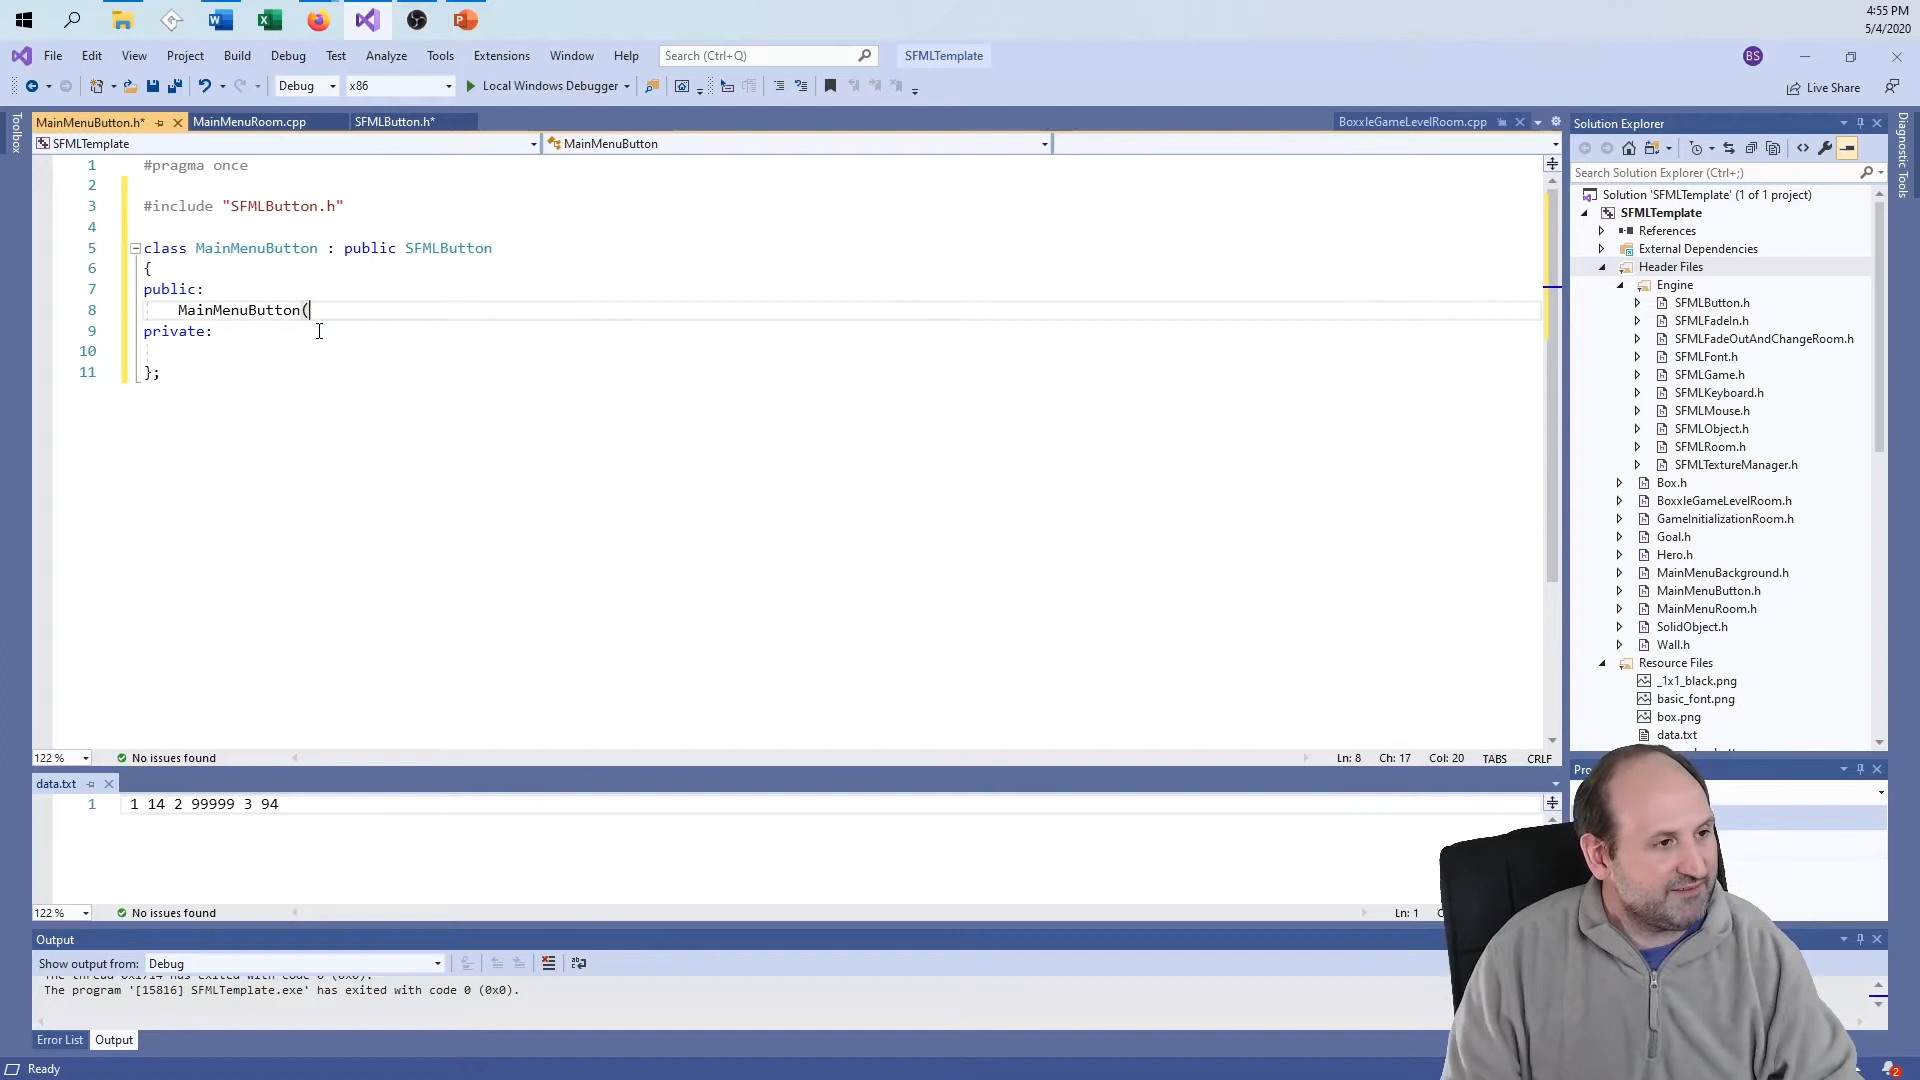 4:55 PM
5/4/2020
File Edit View Project Build Debug Test Analyze Tools Extensions Window Help Search (Ctrl+Q) SFMLTemplate BS
Debug x86 Local Windows Debugger Live Share
Toolbox
MainMenuButton.h* MainMenuRoom.cpp SFMLButton.h* BoxxleGameLevelRoom.cpp
SFMLTemplate MainMenuButton
1 #pragma once
2
3 #include "SFMLButton.h"
4
5 class MainMenuButton : public SFMLButton
6 {
7 public:
8 MainMenuButton(
9 private:
10
11 };
122 % No issues found Ln: 8 Ch: 17 Col: 20 TABS CRLF
data.txt
1 1 14 2 99999 3 94
122 % No issues found Ln: 1
Output
Show output from: Debug
The program '[15816] SFMLTemplate.exe' has exited with code 0 (0x0).
Error List Output
Ready
Solution Explorer
Search Solution Explorer (Ctrl+;)
Solution 'SFMLTemplate' (1 of 1 project)
SFMLTemplate
References
External Dependencies
Header Files
Engine
SFMLButton.h
SFMLFadeIn.h
SFMLFadeOutAndChangeRoom.h
SFMLFont.h
SFMLGame.h
SFMLKeyboard.h
SFMLMouse.h
SFMLObject.h
SFMLRoom.h
SFMLTextureManager.h
Box.h
BoxxleGameLevelRoom.h
GameInitializationRoom.h
Goal.h
Hero.h
MainMenuBackground.h
MainMenuButton.h
MainMenuRoom.h
SolidObject.h
Wall.h
Resource Files
_1x1_black.png
basic_font.png
box.png
data.txt
Diagnostic Tools
2